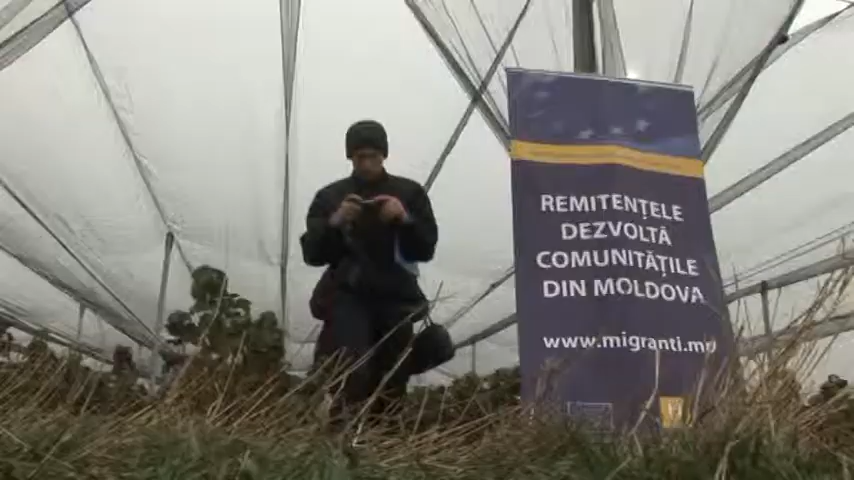 REMITENȚELE
DEZVOLTĂ
COMUNITĂȚILE
DIN MOLDOVA
www.migranti.md